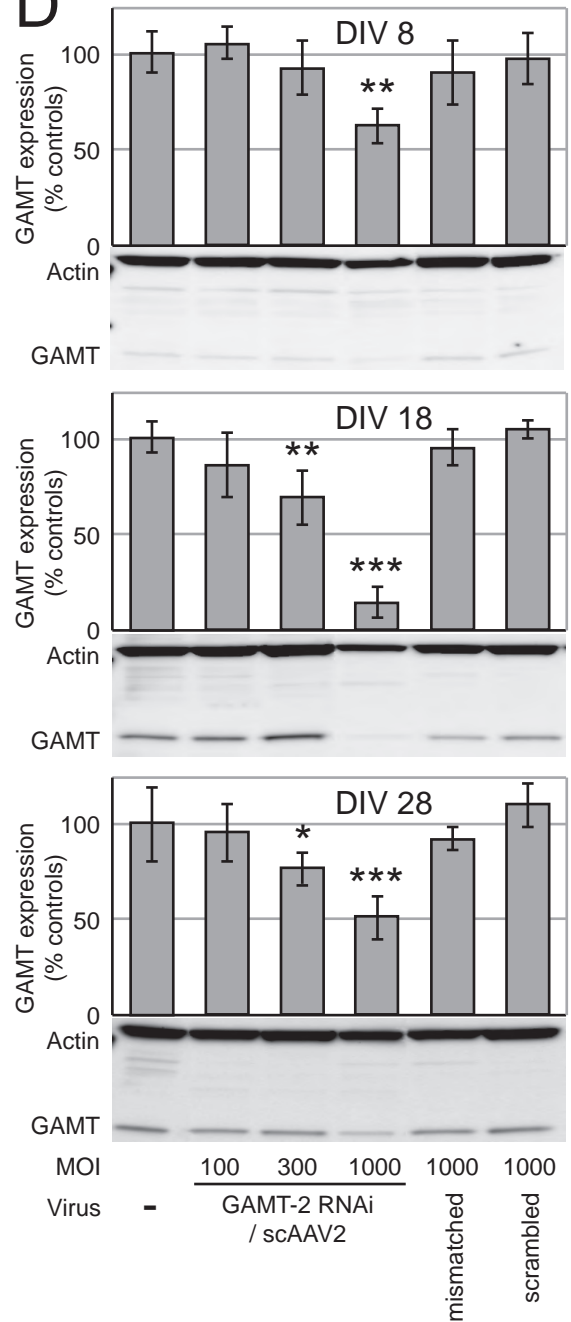 D
DIV 8
GAMT expression
(% controls)
100
50
0
**
Actin
GAMT
DIV 18
GAMT expression
(% controls)
100
50
0
**
***
Actin
GAMT
DIV 28
GAMT expression
(% controls)
100
50
0
*
***
Actin
GAMT
MOI 100 300 1000 1000 1000
Virus - GAMT-2 RNAi
/ scAAV2
mismatched
scrambled